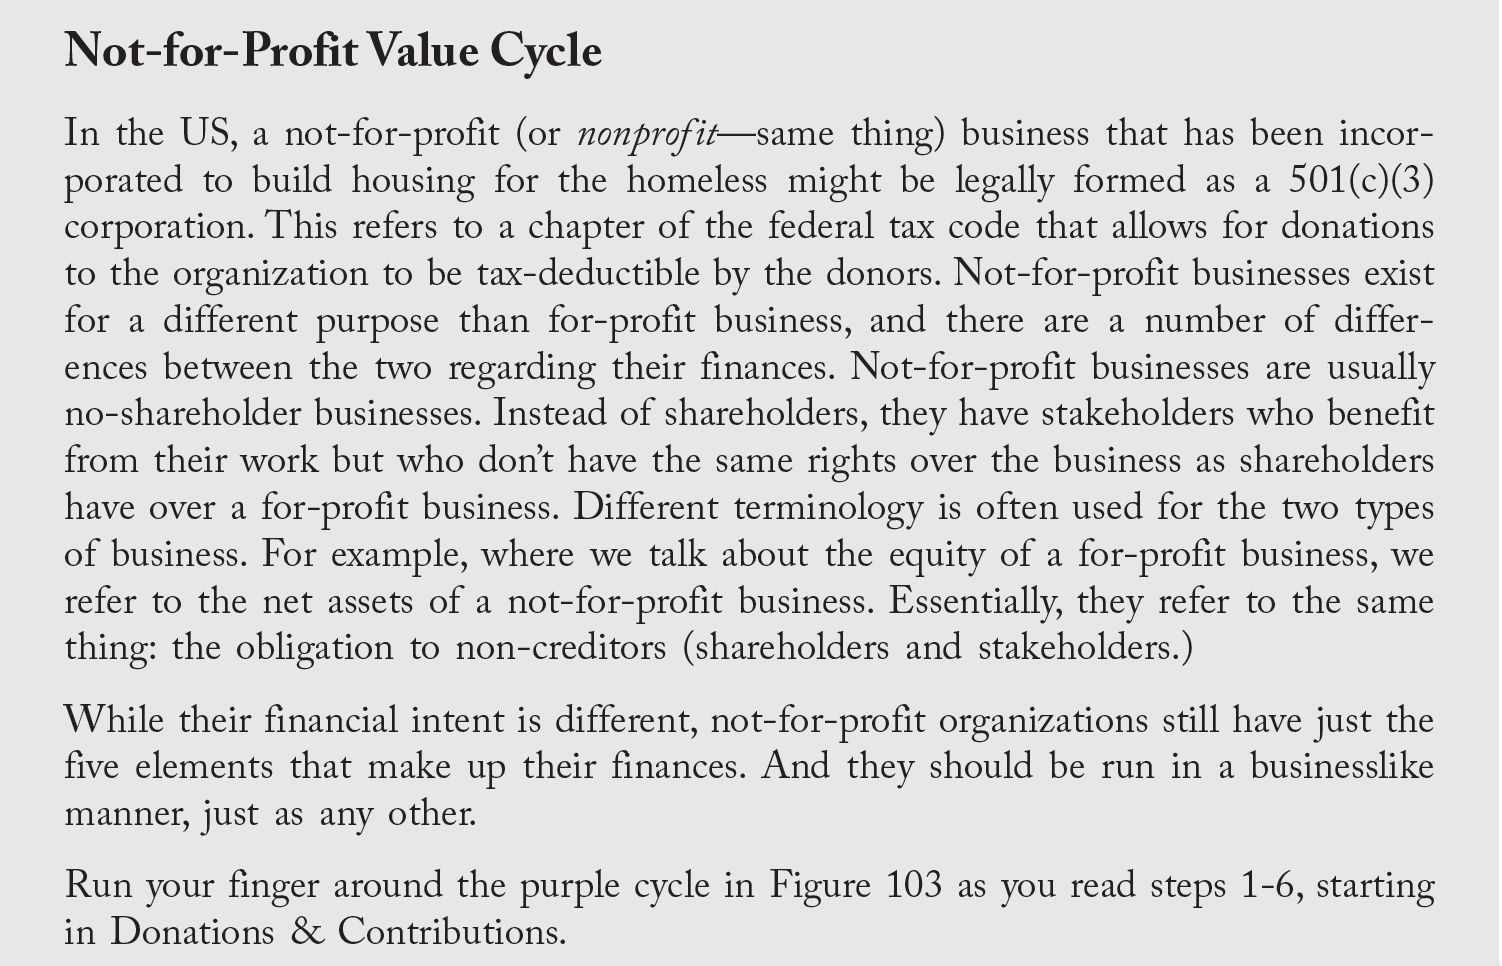 Not-for-Profit Value Cycle
In the US, a not-for-profit (or nonprofit—same thing) business that has been incor-
porated to build housing for the homeless might be legally formed as a 501(c)(3)
corporation. This refers to a chapter of the federal tax code that allows for donations
to the organization to be tax-deductible by the donors. Not-for-profit businesses exist
for a different purpose than for-profit business, and there are a number of differ-
ences between the two regarding their finances. Not-for-profit businesses are usually
no-shareholder businesses. Instead of shareholders, they have stakeholders who benefit
from their work but who don’t have the same rights over the business as shareholders
have over a for-profit business. Different terminology is often used for the two types
of business. For example, where we talk about the equity of a for-profit business, we
refer to the net assets of a not-for-profit business. Essentially, they refer to the same
thing: the obligation to non-creditors (shareholders and stakeholders.)
While their financial intent is different, not-for-profit organizations still have just the
five elements that make up their finances. And they should be run in a businesslike
manner, just as any other.
Run your finger around the purple cycle in Figure 103 as you read steps 1-6, starting
in Donations & Contributions.